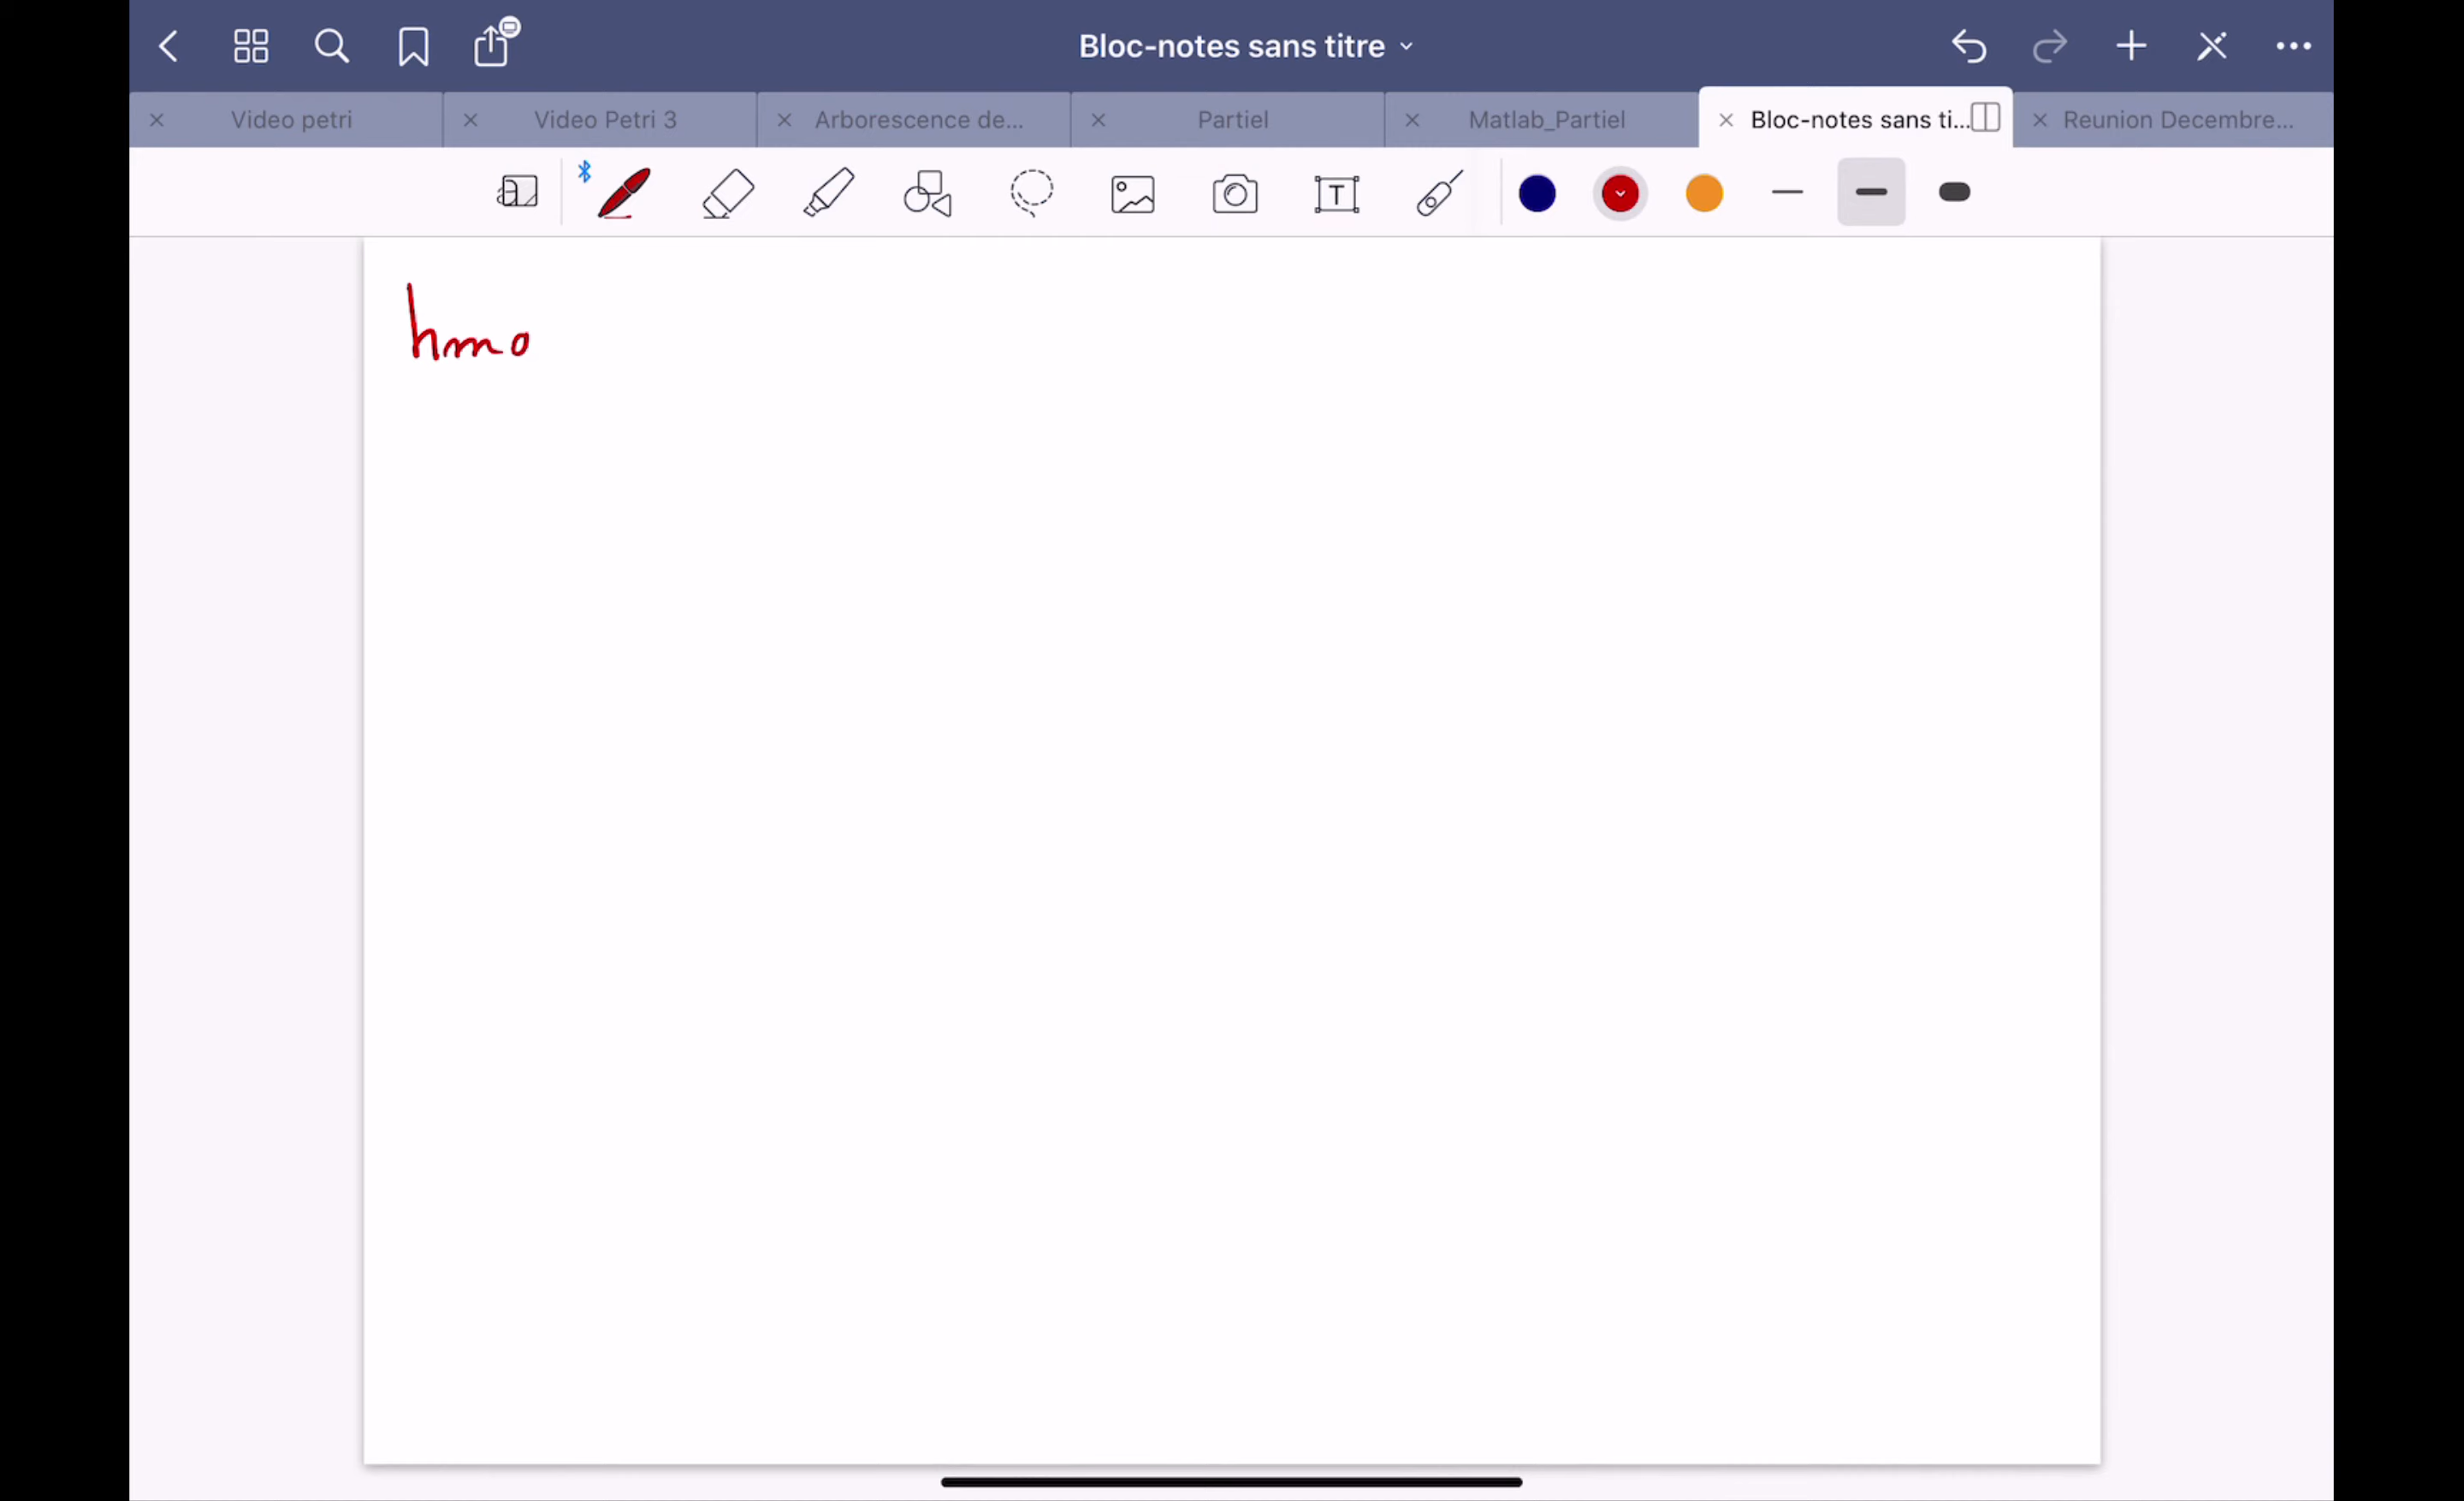 Bloc-notes sans titre
Video petri
Video Petri 3
Arborescence de...
Partiel
Matlab_Partiel
Bloc-notes sans ti...
Reunion Decembre...
a
T
hmo